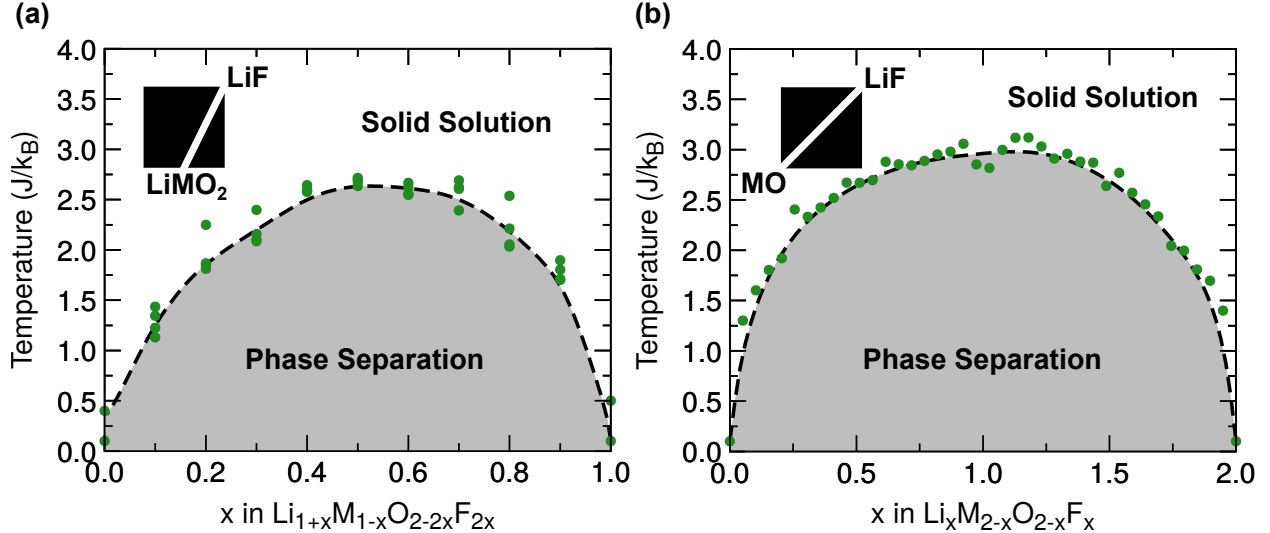 (a)
4.0
3.5
3.0
2.5
2.0
1.5
1.0
0.5
0.0
Temperature (J/k_B)
LiF
LiMO₂
Solid Solution
Phase Separation
0.0 0.2 0.4 0.6 0.8 1.0
x in Li₁₊ₓM₁₋ₓO₂₋₂ₓF₂ₓ
(b)
4.0
3.5
3.0
2.5
2.0
1.5
1.0
0.5
0.0
Temperature (J/k_B)
LiF
MO
Solid Solution
Phase Separation
0.0 0.5 1.0 1.5 2.0
x in LiₓM₂₋ₓO₂₋ₓFₓ